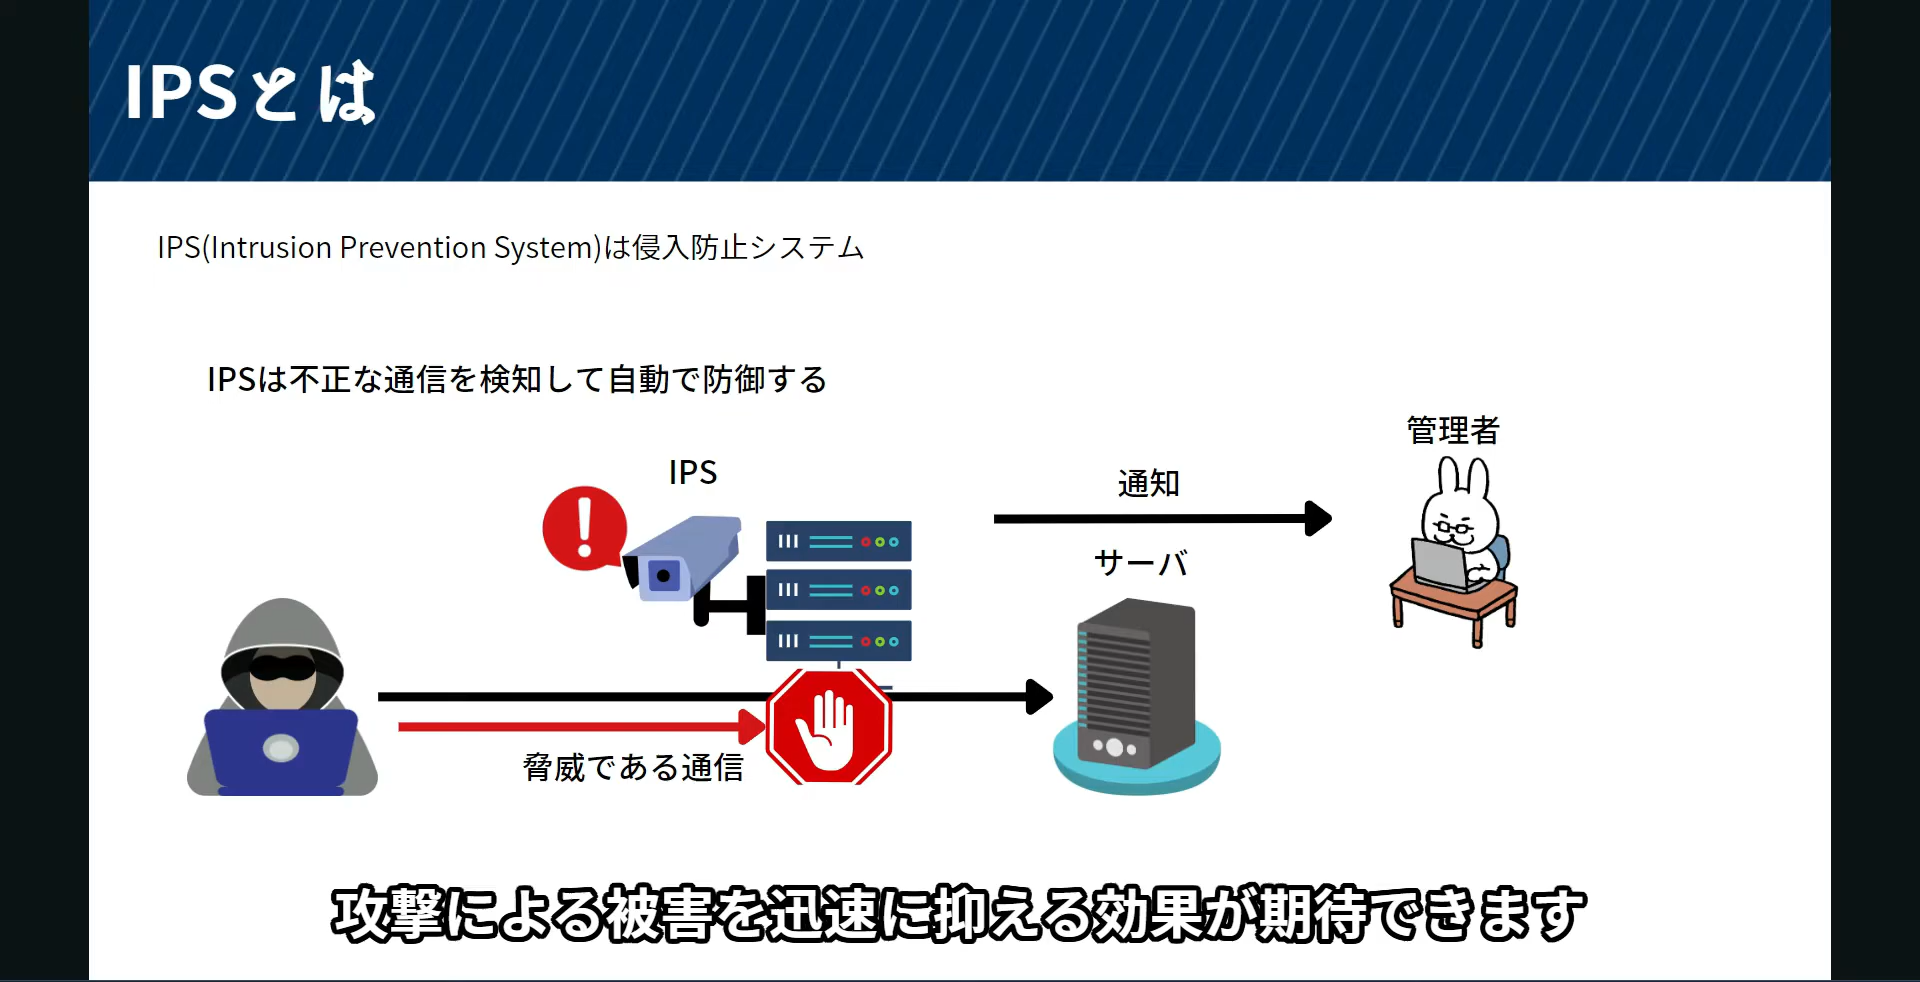 IPSとは
IPS(Intrusion Prevention System)は侵入防止システム
IPSは不正な通信を検知して自動で防御する
管理者
IPS
通知
サーバ
脅威である通信
攻撃による被害を迅速に抑える効果が期待できます